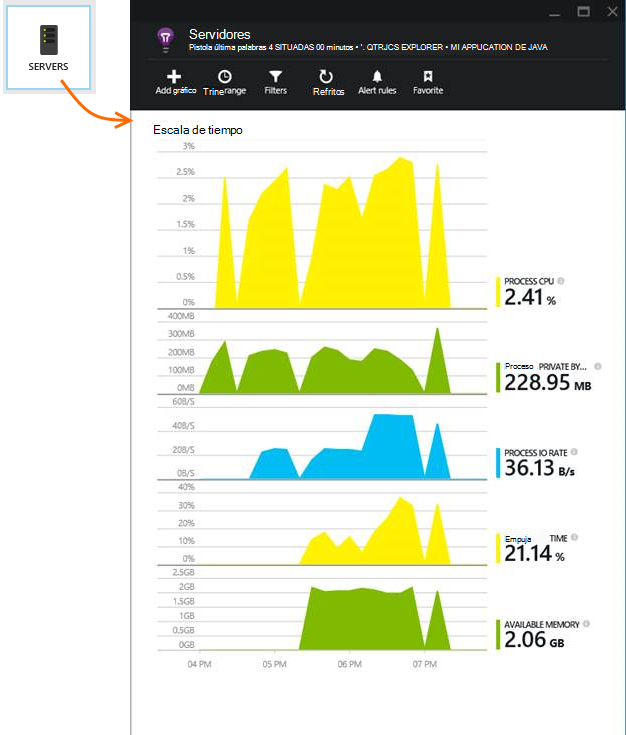 SERVERS
Servidores
Pistola última palabras 4 SITUADAS 00 minutos • '. QTRJCS EXPLORER • MI APPUCATION DE JAVA
Add gráfico Trinerange Filters Refritos Alert rules Favorite
Escala de tiempo
3%
2.5%
2%
1.5%
1%
0.5%
0%
PROCESS CPU
2.41 %
400MB
300MB
200MB
100MB
0MB
Proceso PRIVATE BY...
228.95 MB
60B/S
40B/S
20B/S
0B/S
PROCESS IO RATE
36.13 B/s
40%
30%
20%
10%
0%
Empuja TIME
21.14 %
2.5GB
2GB
1.5GB
1GB
0.5GB
0GB
AVAILABLE MEMORY
2.06 GB
04 PM 05 PM 06 PM 07 PM